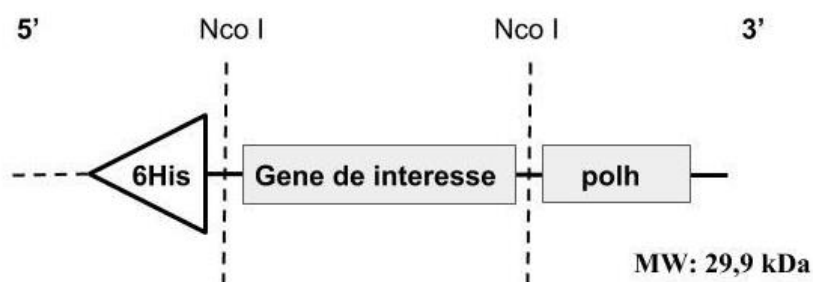 5’ Nco I Nco I 3’
6His Gene de interesse polh
MW: 29,9 kDa